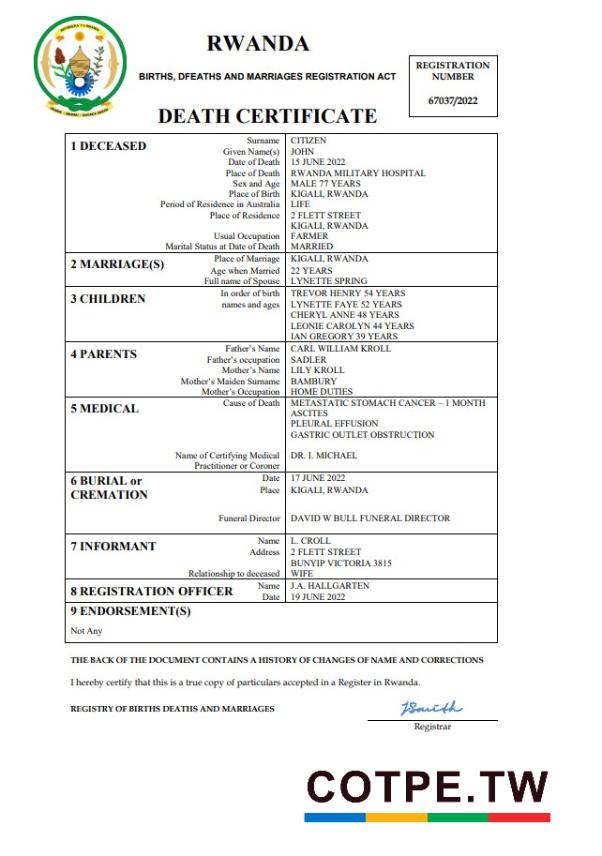 RWANDA
BIRTHS, DFEATHS AND MARRIAGES REGISTRATION ACT
REGISTRATION
NUMBER
67037/2022
DEATH CERTIFICATE
1 DECEASED
Surname CITIZEN
Given Name(s) JOHN
Date of Death 15 JUNE 2022
Place of Death RWANDA MILITARY HOSPITAL
Sex and Age MALE 77 YEARS
Place of Birth KIGALI, RWANDA
Period of Residence in Australia LIFE
Place of Residence 2 FLETT STREET
KIGALI, RWANDA
Usual Occupation FARMER
Marital Status at Date of Death MARRIED
2 MARRIAGE(S)
Place of Marriage KIGALI, RWANDA
Age when Married 22 YEARS
Full name of Spouse LYNETTE SPRING
3 CHILDREN
In order of birth TREVOR HENRY 54 YEARS
names and ages LYNETTE FAYE 52 YEARS
CHERYL ANNE 48 YEARS
LEONIE CAROLYN 44 YEARS
IAN GREGORY 39 YEARS
4 PARENTS
Father's Name CARL WILLIAM KROLL
Father's occupation SADLER
Mother's Name LILY KROLL
Mother's Maiden Surname BAMBURY
Mother's Occupation HOME DUTIES
5 MEDICAL
Cause of Death METASTATIC STOMACH CANCER – 1 MONTH
ASCITES
PLEURAL EFFUSION
GASTRIC OUTLET OBSTRUCTION
Name of Certifying Medical DR. I. MICHAEL
Practitioner or Coroner
6 BURIAL or
CREMATION
Date 17 JUNE 2022
Place KIGALI, RWANDA
Funeral Director DAVID W BULL FUNERAL DIRECTOR
7 INFORMANT
Name L. CROLL
Address 2 FLETT STREET
BUNYIP VICTORIA 3815
Relationship to deceased WIFE
8 REGISTRATION OFFICER
Name J.A. HALLGARTEN
Date 19 JUNE 2022
9 ENDORSEMENT(S)
Not Any
THE BACK OF THE DOCUMENT CONTAINS A HISTORY OF CHANGES OF NAME AND CORRECTIONS
I hereby certify that this is a true copy of particulars accepted in a Register in Rwanda.
REGISTRY OF BIRTHS DEATHS AND MARRIAGES
JSmith
Registrar
COTPE.TW